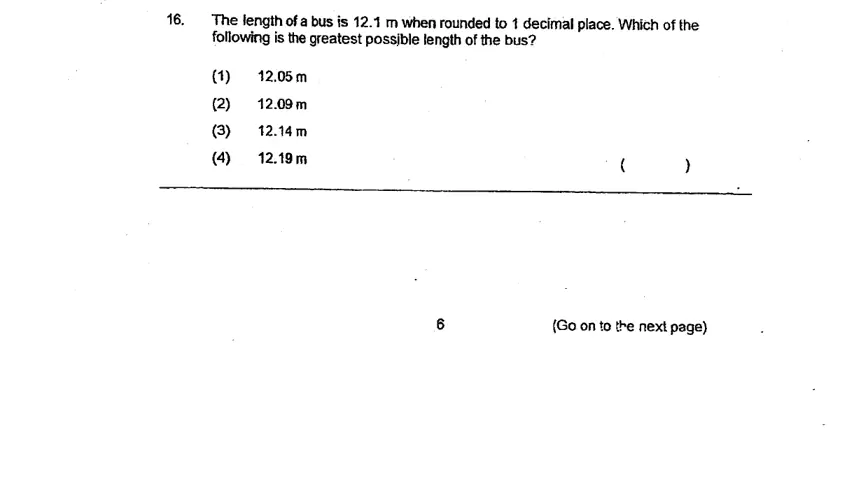 16. The length of a bus is 12.1 m when rounded to 1 decimal place. Which of the
following is the greatest possible length of the bus?
(1) 12.05 m
(2) 12.09 m
(3) 12.14 m
(4) 12.19 m
( )
6 (Go on to the next page)